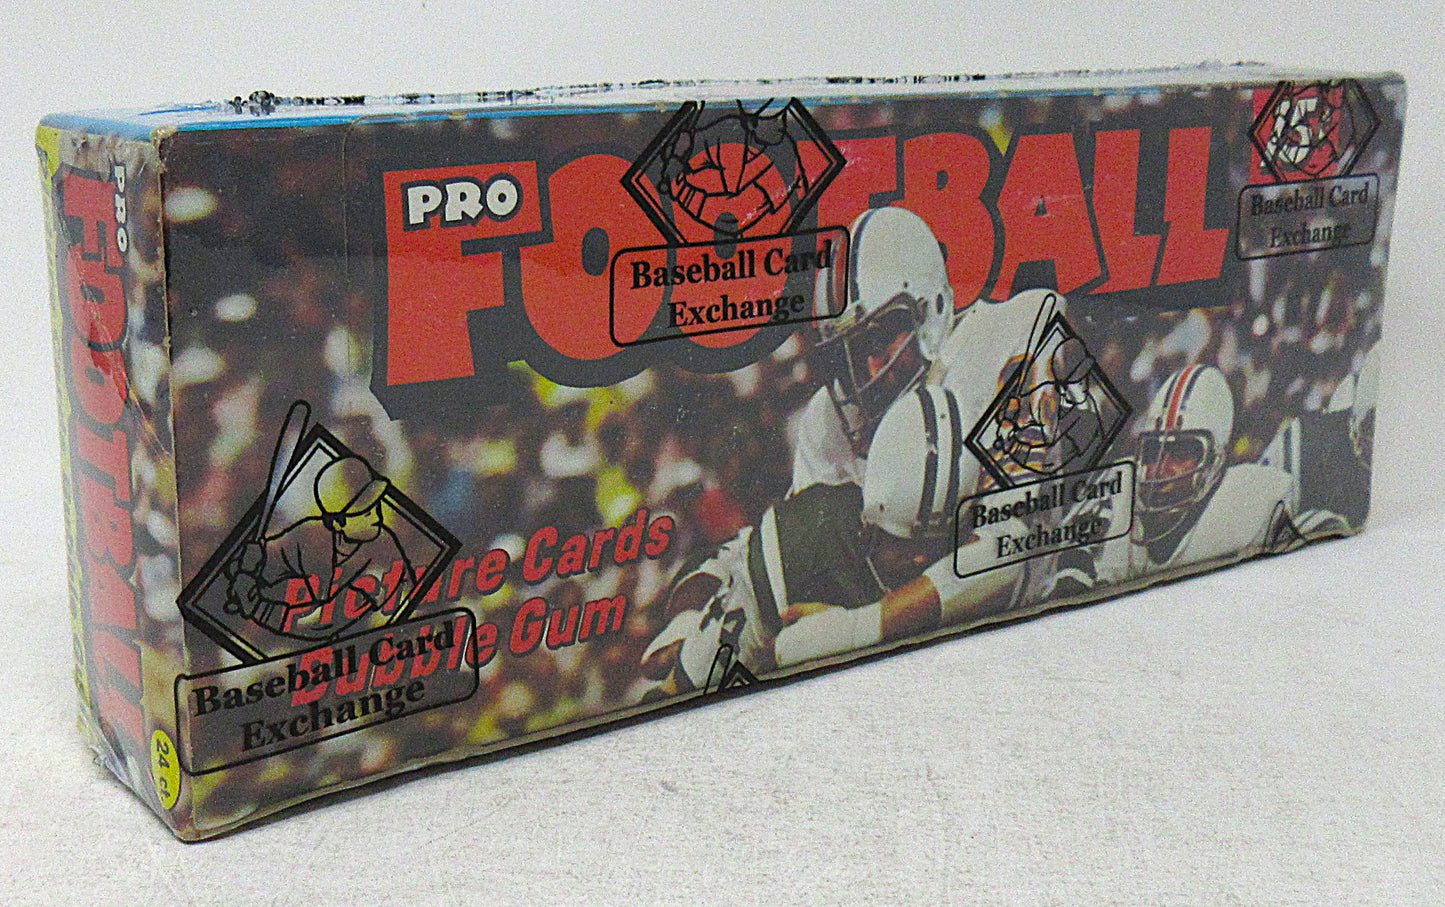 PRO
FOOTBALL
Baseball Card
Exchange
Baseball Card
Exchange
PRO
FOOTBALL
Baseball Card
Exchange
Picture Cards
Bubble Gum
Baseball Card
Exchange
24 ct.